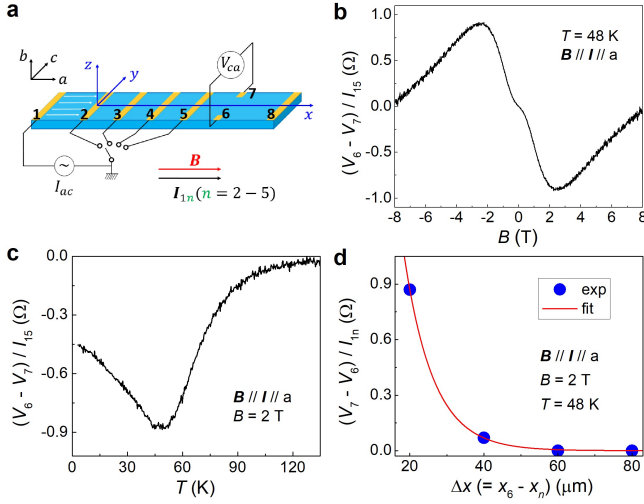 a
b
c
a
z
y
x
V_ca
1
2
3
4
5
6
7
8
~
I_ac
B
I_1n(n = 2 − 5)
b
(V_6 - V_7) / I_15 (Ω)
1.0
0.5
0.0
-0.5
-1.0
T = 48 K
B // I // a
-8 -4 -2 0 2 4 8
B (T)
c
(V_6 - V_7) / I_15 (Ω)
0.0
-0.3
-0.6
-0.9
B // I // a
B = 2 T
0 30 60 90 120
T (K)
d
(V_7 - V_6) / I_1n (Ω)
0.9
0.6
0.3
0.0
exp
fit
B // I // a
B = 2 T
T = 48 K
20 40 60 80
Δx (= x_6 - x_n) (μm)